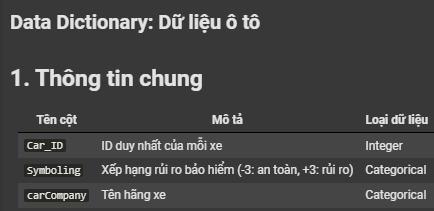 Data Dictionary: Dữ liệu ô tô
1. Thông tin chung
Tên cột Mô tả Loại dữ liệu
Car_ID ID duy nhất của mỗi xe Integer
Symboling Xếp hạng rủi ro bảo hiểm (-3: an toàn, +3: rủi ro) Categorical
carCompany Tên hãng xe Categorical